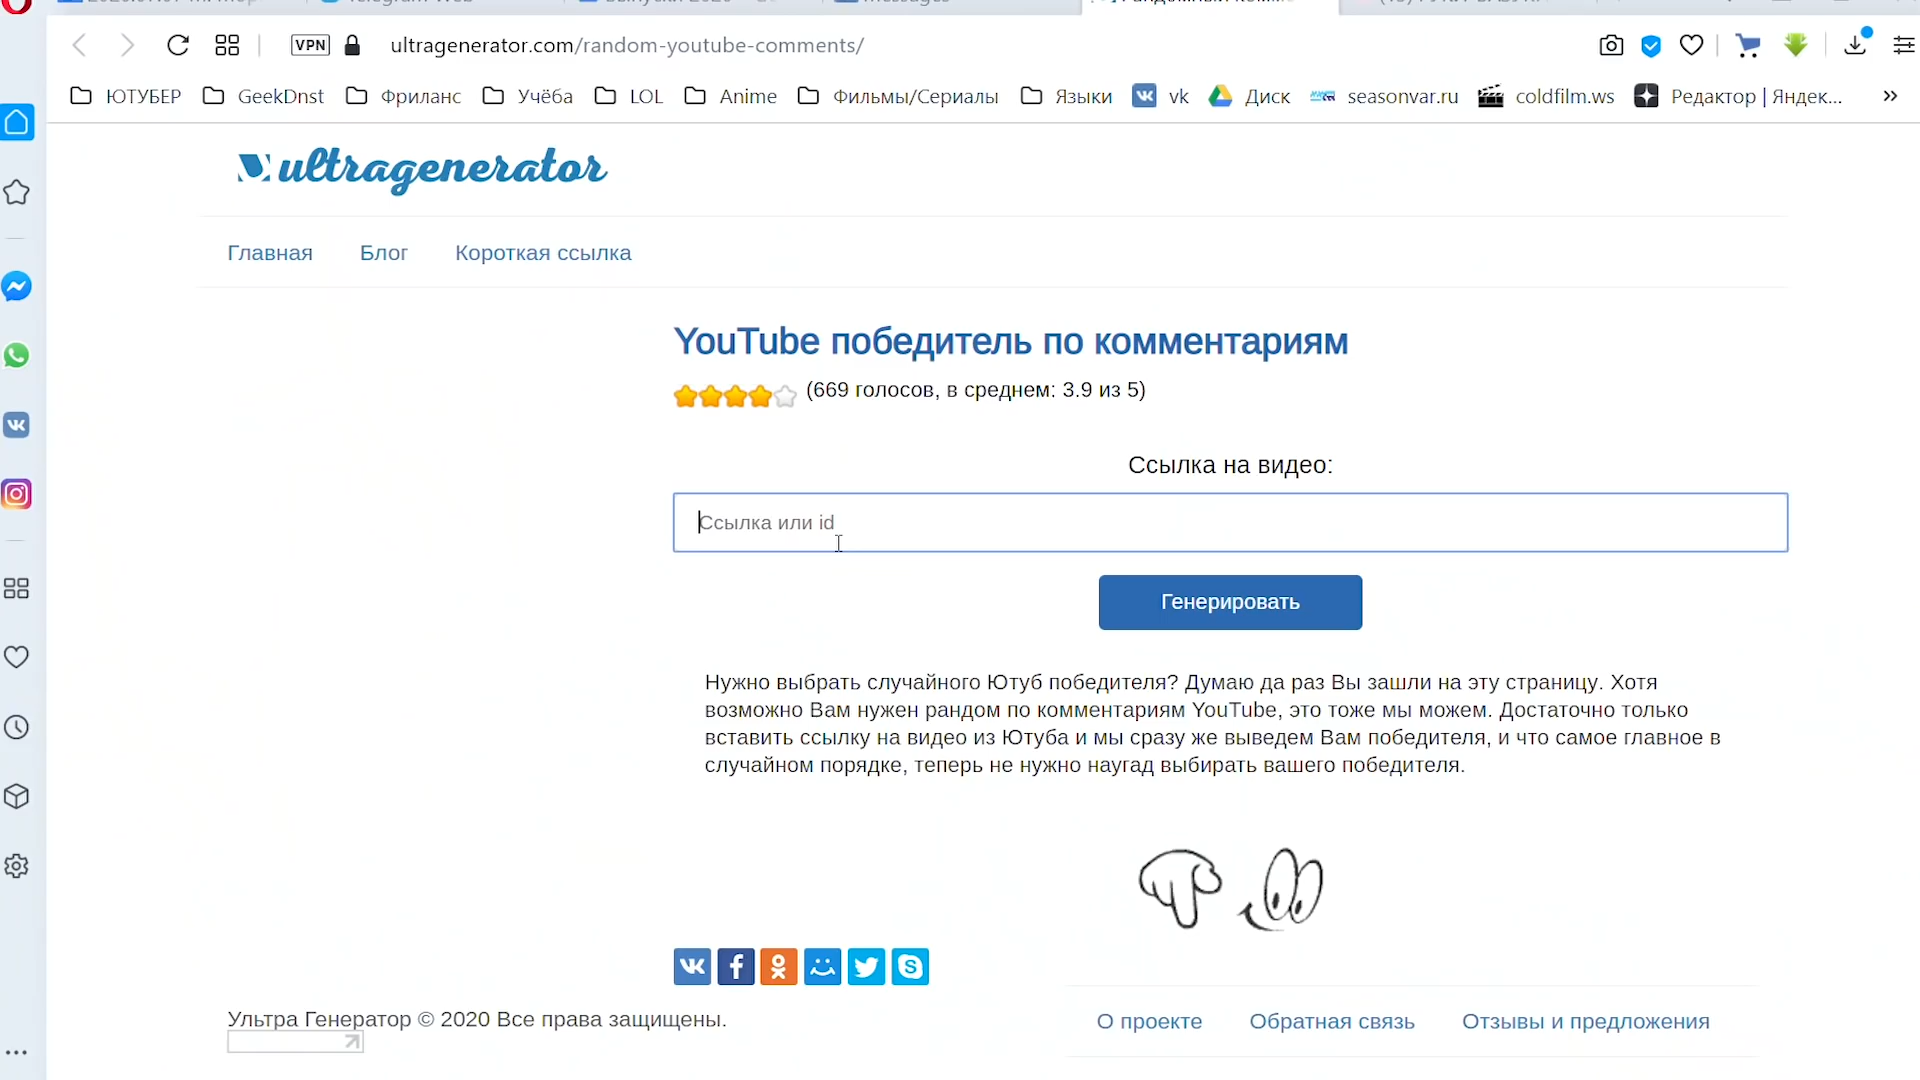 VPN
ultragenerator.com/random-youtube-comments/
ЮТУБЕР GeekDnst Фриланс Учёба LOL Anime Фильмы/Сериалы Языки vk Диск seasonvar.ru coldfilm.ws Редактор | Яндек... »
ultragenerator
Главная Блог Короткая ссылка
YouTube победитель по комментариям
(669 голосов, в среднем: 3.9 из 5)
Ссылка на видео:
Ссылка или id
Генерировать
Нужно выбрать случайного Ютуб победителя? Думаю да раз Вы зашли на эту страницу. Хотя
возможно Вам нужен рандом по комментариям YouTube, это тоже мы можем. Достаточно только
вставить ссылку на видео из Ютуба и мы сразу же выведем Вам победителя, и что самое главное в
случайном порядке, теперь не нужно наугад выбирать вашего победителя.
Ультра Генератор © 2020 Все права защищены.
О проекте Обратная связь Отзывы и предложения